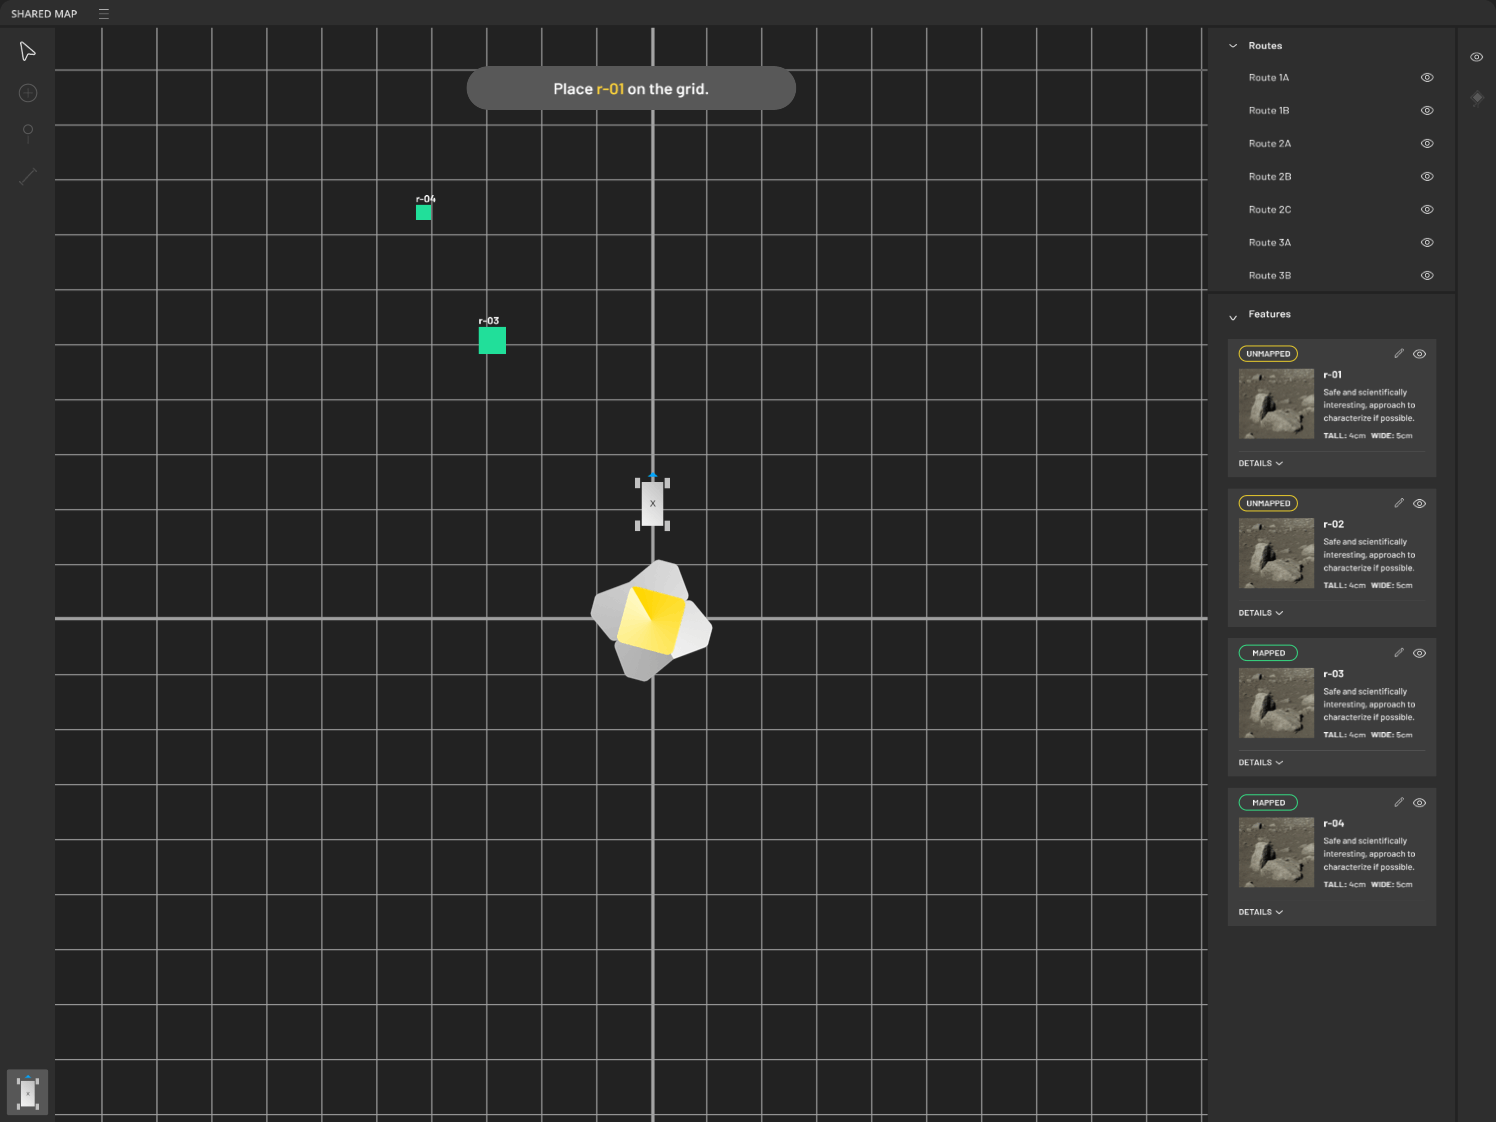 SHARED MAP
Place r-01 on the grid.
r-04
r-03
X
X
Routes
Route 1A
Route 1B
Route 2A
Route 2B
Route 2C
Route 3A
Route 3B
Features
UNMAPPED
r-01
Safe and scientifically
interesting, approach to
characterize if possible.
TALL: 4cm WIDE: 5cm
DETAILS
UNMAPPED
r-02
Safe and scientifically
interesting, approach to
characterize if possible.
TALL: 4cm WIDE: 5cm
DETAILS
MAPPED
r-03
Safe and scientifically
interesting, approach to
characterize if possible.
TALL: 4cm WIDE: 5cm
DETAILS
MAPPED
r-04
Safe and scientifically
interesting, approach to
characterize if possible.
TALL: 4cm WIDE: 5cm
DETAILS